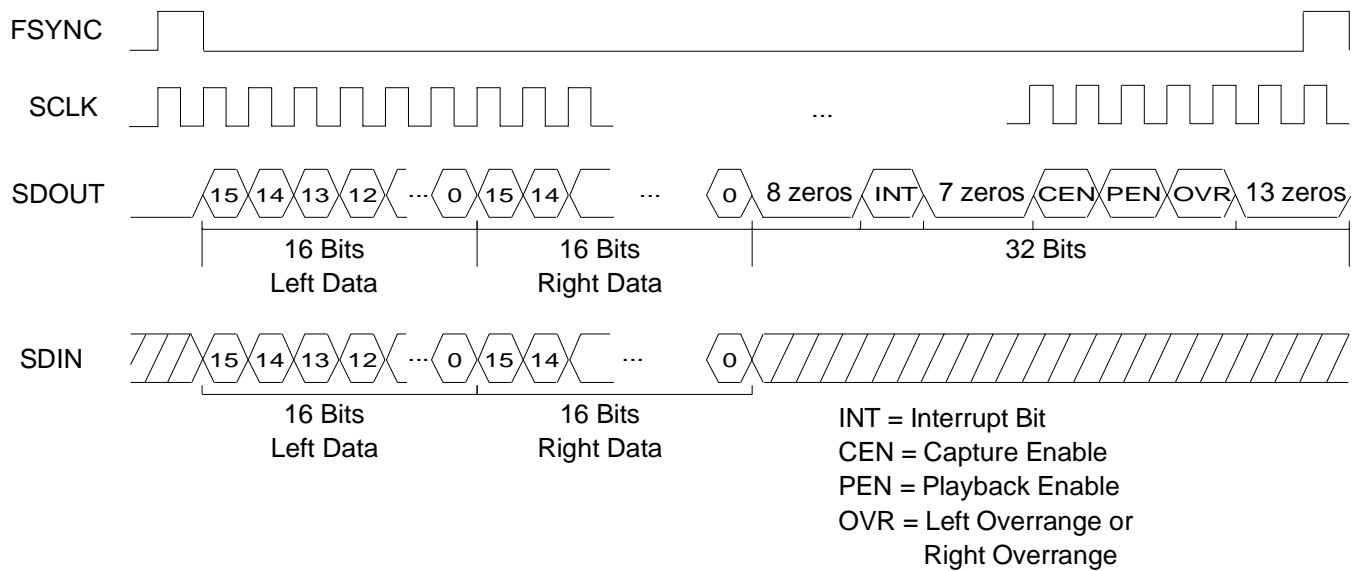 FSYNC
SCLK
...
SDOUT
15 14 13 12 ... 0 15 14 ... 0 8 zeros INT 7 zeros CEN PEN OVR 13 zeros
16 Bits
Left Data
16 Bits
Right Data
32 Bits
SDIN
15 14 13 12 ... 0 15 14 ... 0
16 Bits
Left Data
16 Bits
Right Data
INT = Interrupt Bit
CEN = Capture Enable
PEN = Playback Enable
OVR = Left Overrange or
Right Overrange